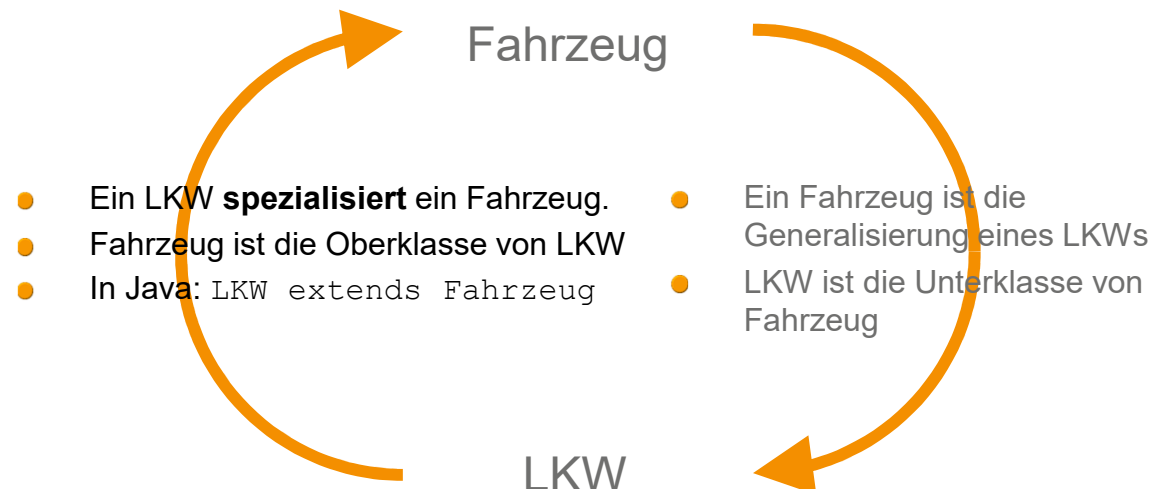 Fahrzeug
Ein LKW spezialisiert ein Fahrzeug.
Fahrzeug ist die Oberklasse von LKW
In Java: LKW extends Fahrzeug
Ein Fahrzeug ist die
Generalisierung eines LKWs
LKW ist die Unterklasse von
Fahrzeug
LKW